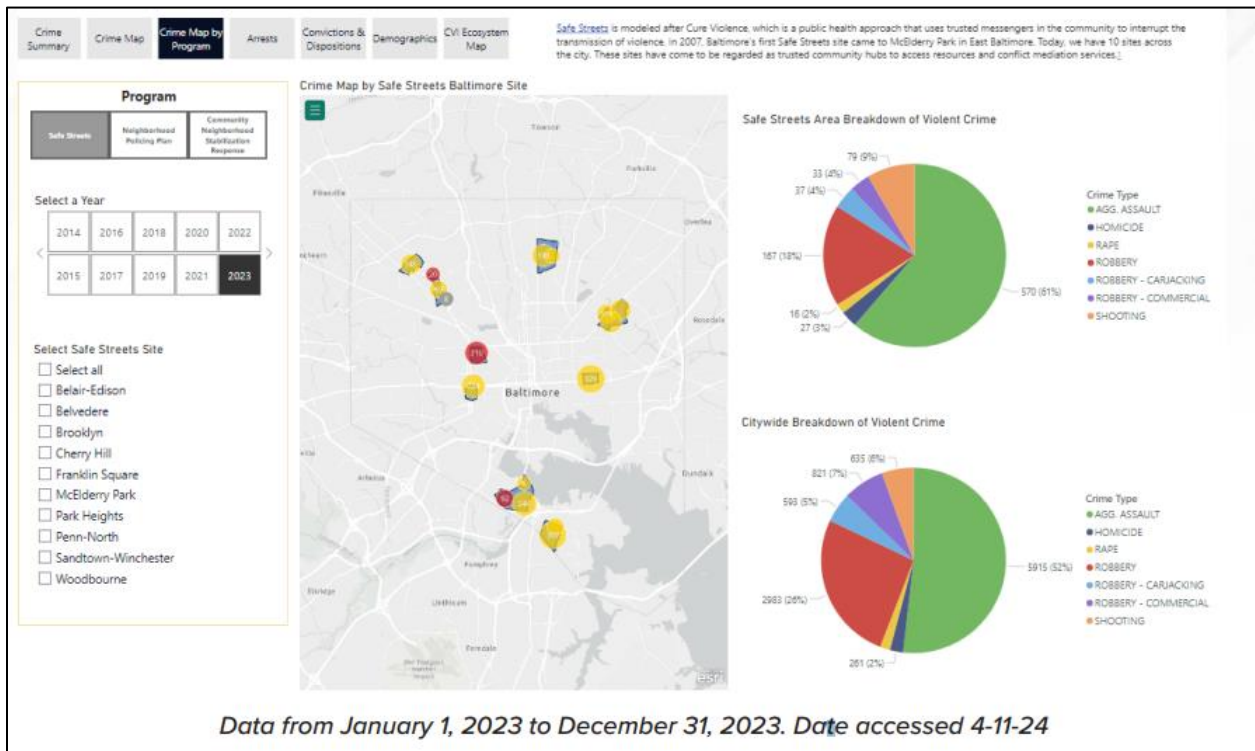 Crime Summary
Crime Map
Crime Map by Program
Arrests
Convictions & Dispositions
Demographics
CVI Ecosystem Map
Safe Streets is modeled after Cure Violence, which is a public health approach that uses trusted messengers in the community to interrupt the
transmission of violence. In 2007, Baltimore's first Safe Streets site came to McElderry Park in East Baltimore. Today, we have 10 sites across
the city. These sites have come to be regarded as trusted community hubs to access resources and conflict mediation services.
Program
Safe Streets
Neighborhood Policing Plan
Community Neighborhood Stabilization Response
Select a Year
2014 2016 2018 2020 2022
2015 2017 2019 2021 2023
Select Safe Streets Site
Select all
Belair-Edison
Belvedere
Brooklyn
Cherry Hill
Franklin Square
McElderry Park
Park Heights
Penn-North
Sandtown-Winchester
Woodbourne
Crime Map by Safe Streets Baltimore Site
Towson
Parkville
Pikesville
Overlea
Rosedale
Baltimore
Dundalk
Arbutus
Pumphrey
Linthicum
Ferndale
esri
Safe Streets Area Breakdown of Violent Crime
79 (9%)
33 (4%)
37 (4%)
167 (18%)
16 (2%)
27 (3%)
570 (61%)
Crime Type
AGG. ASSAULT
HOMICIDE
RAPE
ROBBERY
ROBBERY - CARJACKING
ROBBERY - COMMERCIAL
SHOOTING
Citywide Breakdown of Violent Crime
635 (6%)
821 (7%)
593 (5%)
2983 (26%)
261 (2%)
5915 (52%)
Crime Type
AGG. ASSAULT
HOMICIDE
RAPE
ROBBERY
ROBBERY - CARJACKING
ROBBERY - COMMERCIAL
SHOOTING
Data from January 1, 2023 to December 31, 2023. Date accessed 4-11-24